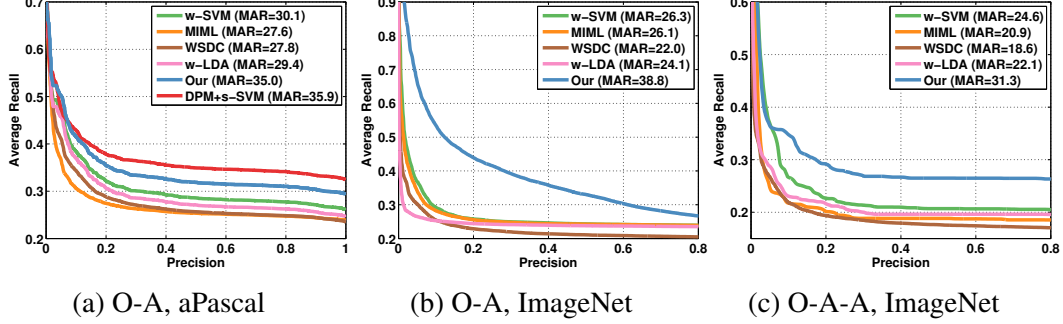 w-SVM (MAR=30.1)
MIML (MAR=27.6)
WSDC (MAR=27.8)
w-LDA (MAR=29.4)
Our (MAR=35.0)
DPM+s-SVM (MAR=35.9)
Average Recall
0.7
0.6
0.5
0.4
0.3
0.2
0 0.2 0.4 0.6 0.8 1
Precision
(a) O-A, aPascal
w-SVM (MAR=26.3)
MIML (MAR=26.1)
WSDC (MAR=22.0)
w-LDA (MAR=24.1)
Our (MAR=38.8)
Average Recall
0.9
0.8
0.7
0.6
0.5
0.4
0.3
0.2
0 0.2 0.4 0.6 0.8
Precision
(b) O-A, ImageNet
w-SVM (MAR=24.6)
MIML (MAR=20.9)
WSDC (MAR=18.6)
w-LDA (MAR=22.1)
Our (MAR=31.3)
Average Recall
0.6
0.5
0.4
0.3
0.2
0 0.2 0.4 0.6 0.8
Precision
(c) O-A-A, ImageNet